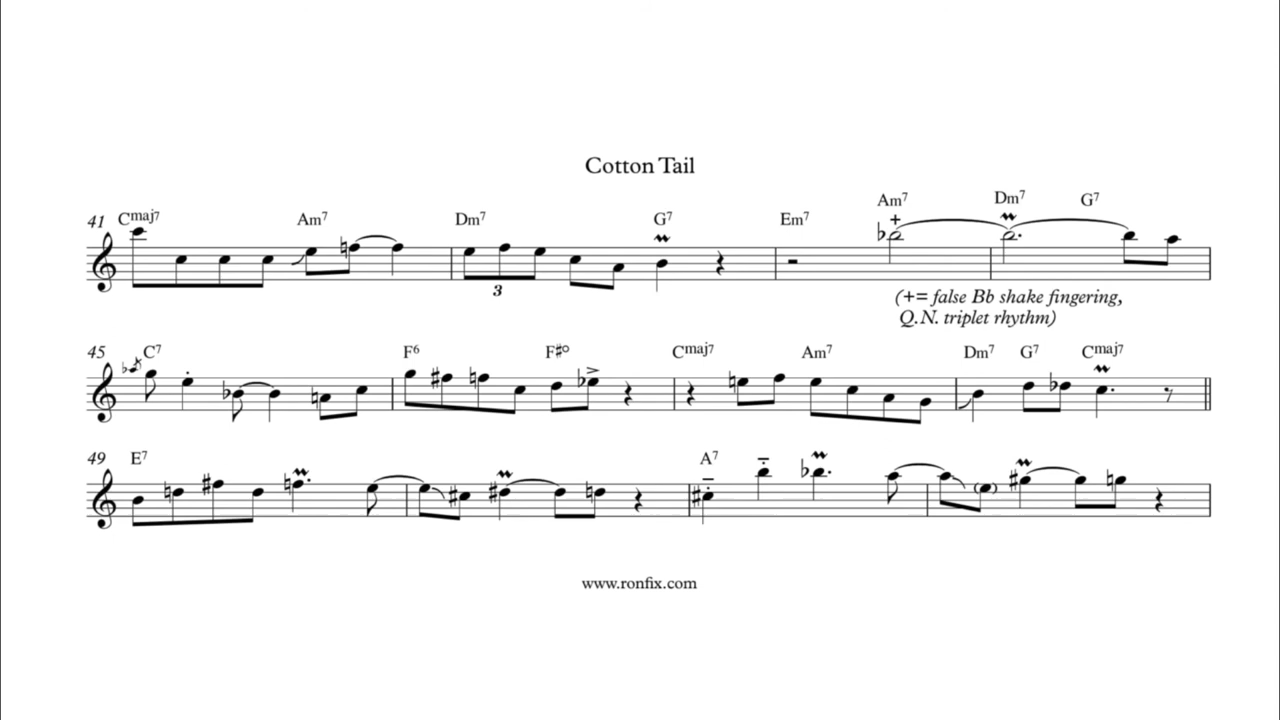 Cotton Tail
41 Cmaj7 Am7 Dm7 G7 Em7 Am7 Dm7 G7
3
(+= false Bb shake fingering,
Q.N. triplet rhythm)
45 C7 F6 F#o Cmaj7 Am7 Dm7 G7 Cmaj7
49 E7 A7
www.ronfix.com